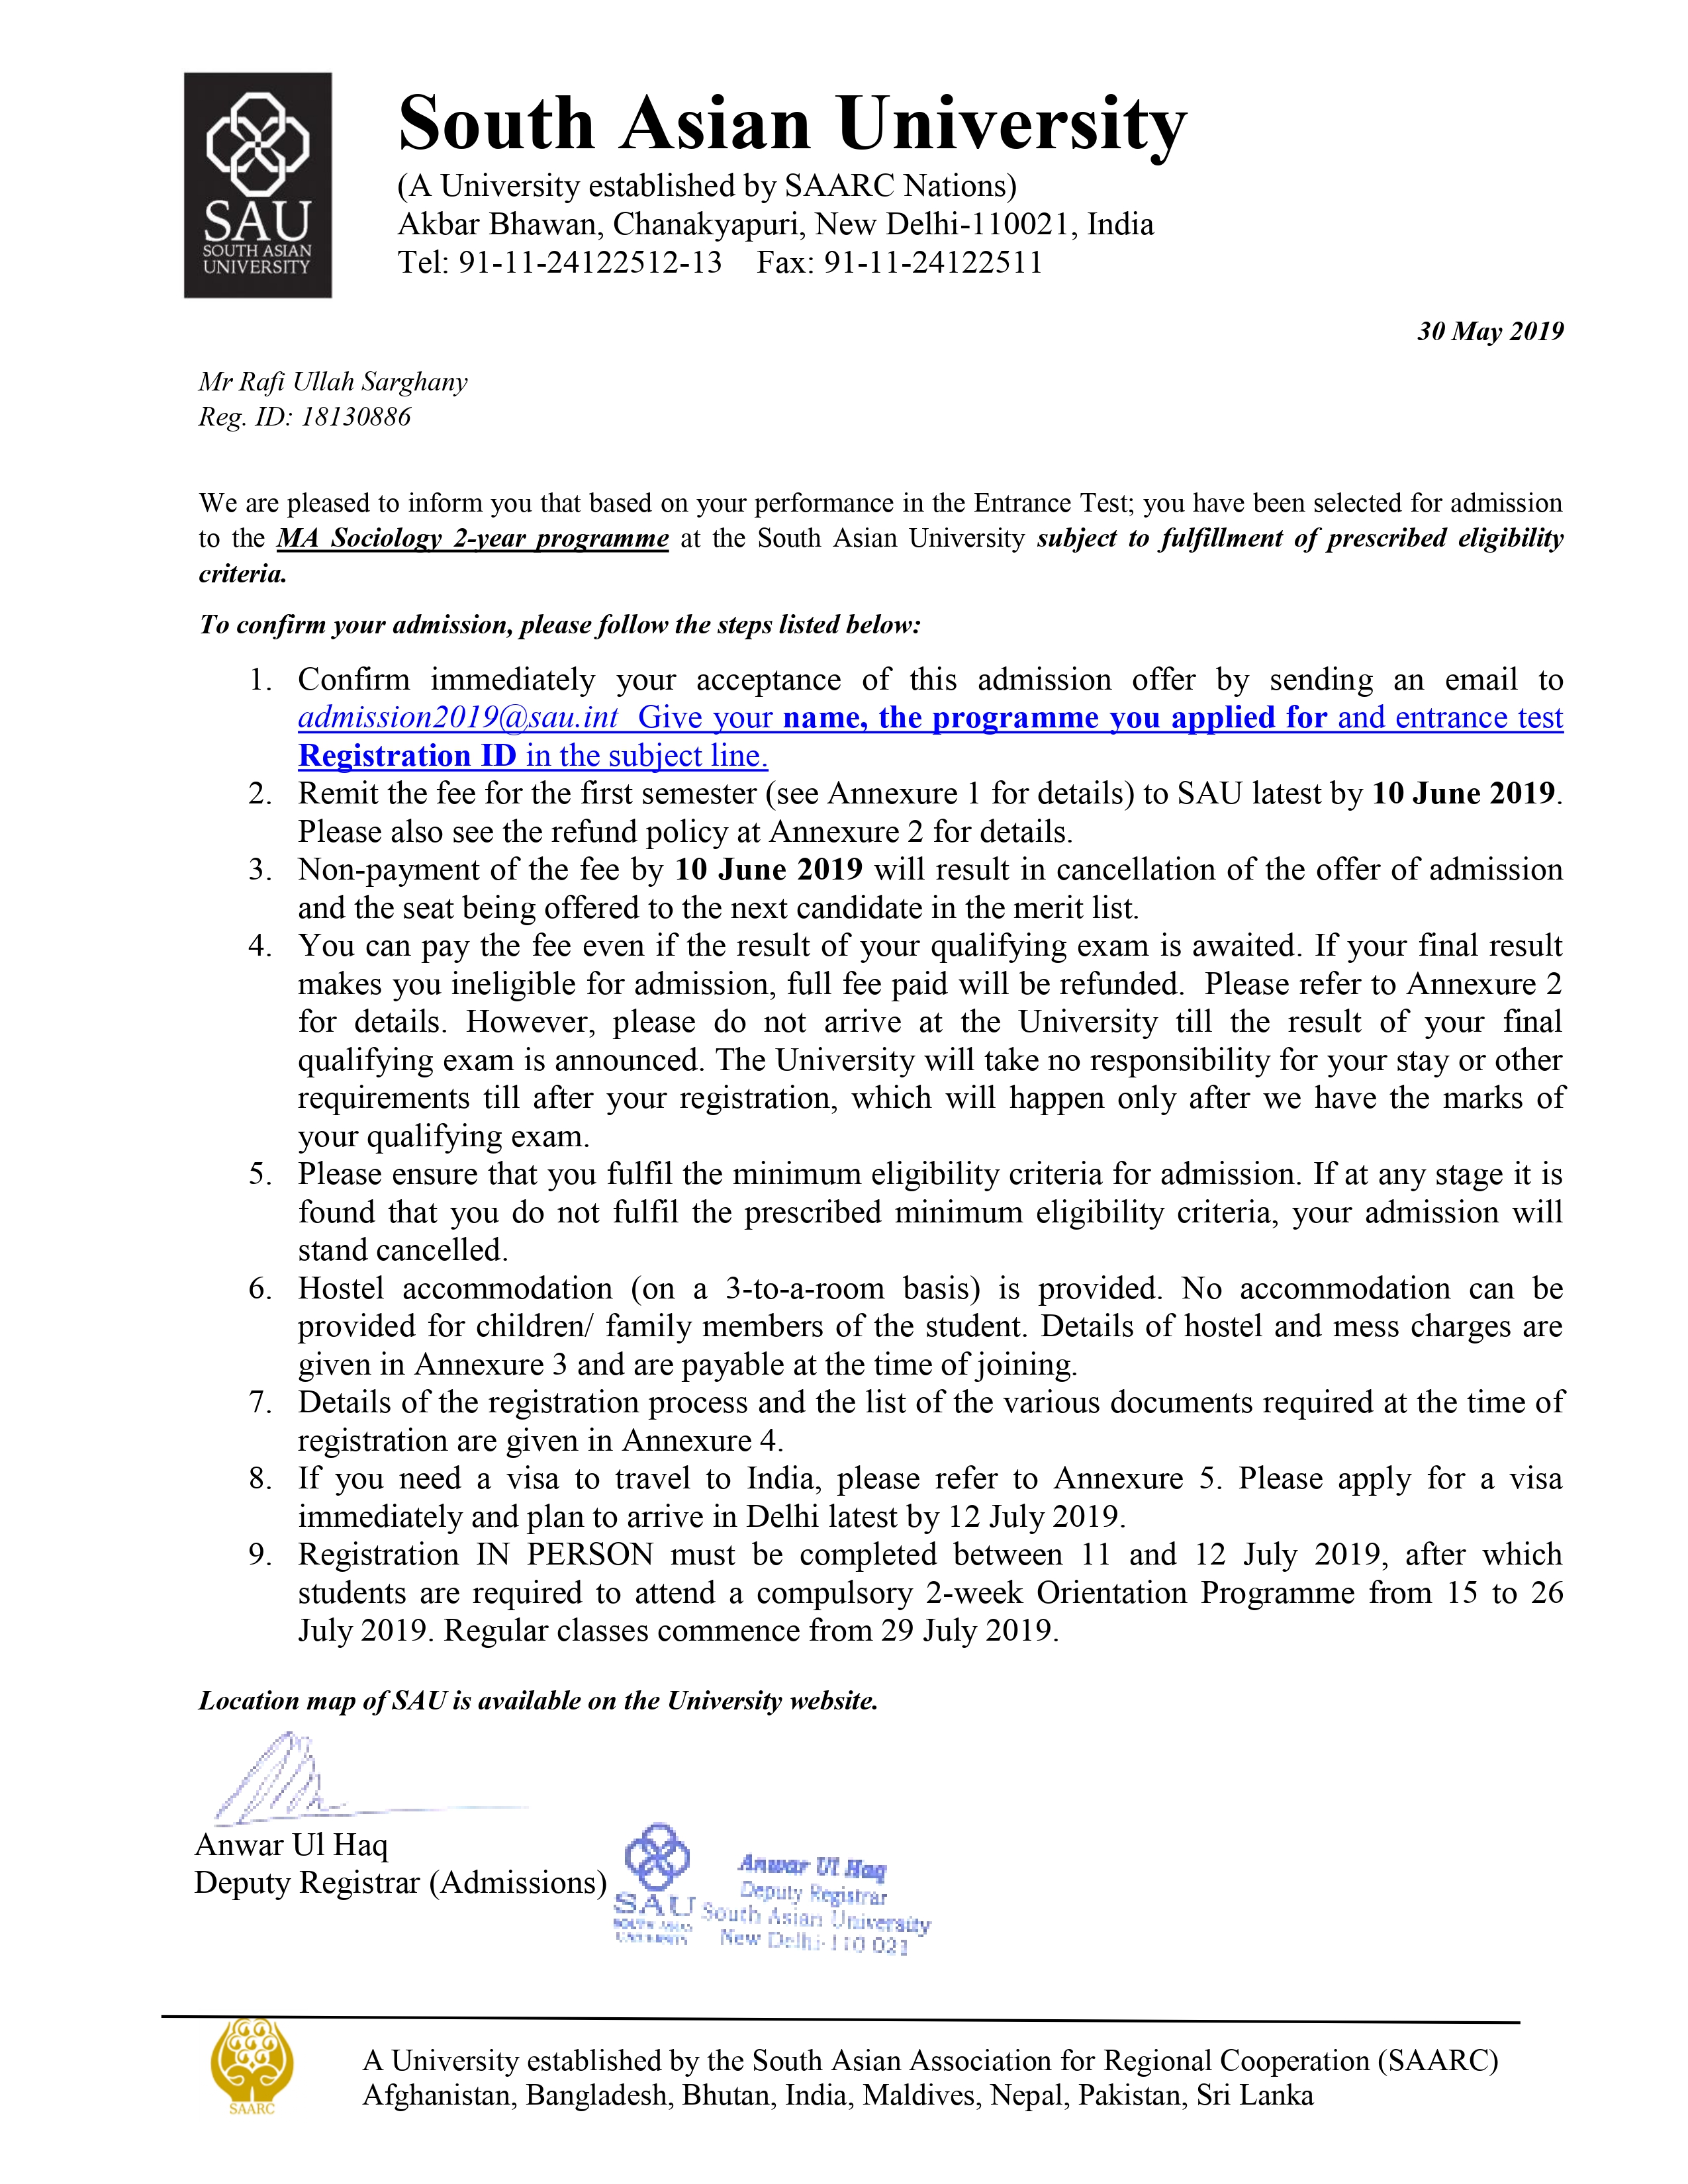 SAU
SOUTH ASIAN
UNIVERSITY
South Asian University
(A University established by SAARC Nations)
Akbar Bhawan, Chanakyapuri, New Delhi-110021, India
Tel: 91-11-24122512-13 Fax: 91-11-24122511
30 May 2019
Mr Rafi Ullah Sarghany
Reg. ID: 18130886
We are pleased to inform you that based on your performance in the Entrance Test; you have been selected for admission
to the MA Sociology 2-year programme at the South Asian University subject to fulfillment of prescribed eligibility
criteria.
To confirm your admission, please follow the steps listed below:
1. Confirm immediately your acceptance of this admission offer by sending an email to
admission2019@sau.int Give your name, the programme you applied for and entrance test
Registration ID in the subject line.
2. Remit the fee for the first semester (see Annexure 1 for details) to SAU latest by 10 June 2019.
Please also see the refund policy at Annexure 2 for details.
3. Non-payment of the fee by 10 June 2019 will result in cancellation of the offer of admission
and the seat being offered to the next candidate in the merit list.
4. You can pay the fee even if the result of your qualifying exam is awaited. If your final result
makes you ineligible for admission, full fee paid will be refunded. Please refer to Annexure 2
for details. However, please do not arrive at the University till the result of your final
qualifying exam is announced. The University will take no responsibility for your stay or other
requirements till after your registration, which will happen only after we have the marks of
your qualifying exam.
5. Please ensure that you fulfil the minimum eligibility criteria for admission. If at any stage it is
found that you do not fulfil the prescribed minimum eligibility criteria, your admission will
stand cancelled.
6. Hostel accommodation (on a 3-to-a-room basis) is provided. No accommodation can be
provided for children/ family members of the student. Details of hostel and mess charges are
given in Annexure 3 and are payable at the time of joining.
7. Details of the registration process and the list of the various documents required at the time of
registration are given in Annexure 4.
8. If you need a visa to travel to India, please refer to Annexure 5. Please apply for a visa
immediately and plan to arrive in Delhi latest by 12 July 2019.
9. Registration IN PERSON must be completed between 11 and 12 July 2019, after which
students are required to attend a compulsory 2-week Orientation Programme from 15 to 26
July 2019. Regular classes commence from 29 July 2019.
Location map of SAU is available on the University website.
Anwar Ul Haq
Deputy Registrar (Admissions)
SAU
SOUTH ASIAN
UNIVERSITY
Anwar Ul Haq
Deputy Registrar
South Asian University
New Delhi-110 021
SAARC
A University established by the South Asian Association for Regional Cooperation (SAARC)
Afghanistan, Bangladesh, Bhutan, India, Maldives, Nepal, Pakistan, Sri Lanka